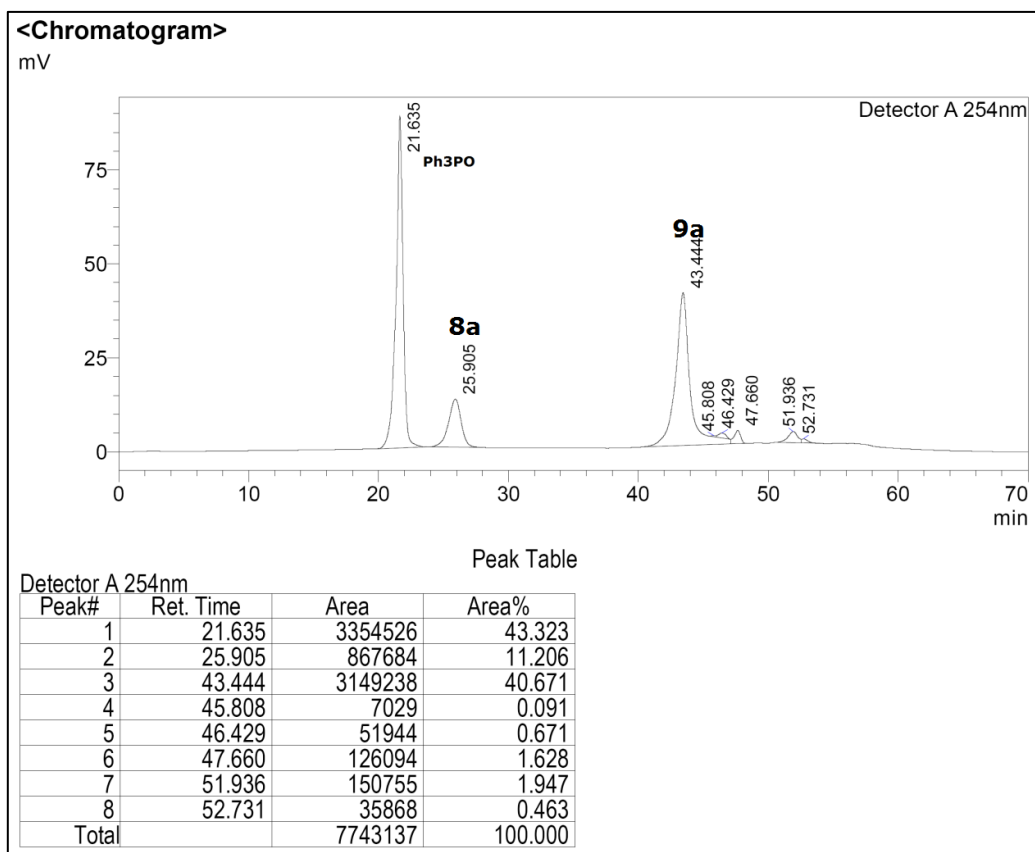 <Chromatogram>
mV
Detector A 254nm
21.635
Ph3PO
75
9a
43.444
50
8a
25.905
25
45.808
46.429
47.660
51.936
52.731
0
0 10 20 30 40 50 60 70
min
Peak Table
Detector A 254nm
Peak# Ret. Time Area Area%
1 21.635 3354526 43.323
2 25.905 867684 11.206
3 43.444 3149238 40.671
4 45.808 7029 0.091
5 46.429 51944 0.671
6 47.660 126094 1.628
7 51.936 150755 1.947
8 52.731 35868 0.463
Total 7743137 100.000